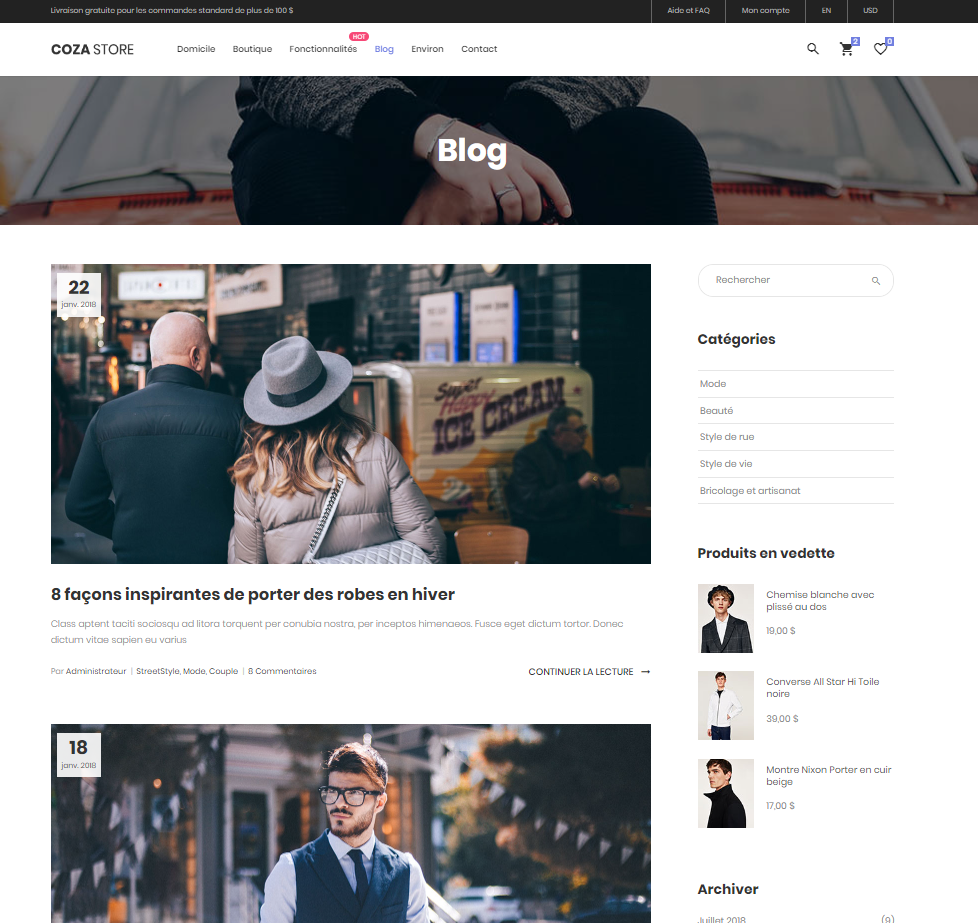 Livraison gratuite pour les commandes standard de plus de 100 $
Aide et FAQ
Mon compte
EN
USD
COZA STORE
Domicile
Boutique
Fonctionnalités
HOT
Blog
Environ
Contact
2
0
Blog
22
janv. 2018
Sweet
Happy
ICE CREAM
8 façons inspirantes de porter des robes en hiver
Class aptent taciti sociosqu ad litora torquent per conubia nostra, per inceptos himenaeos. Fusce eget dictum tortor. Donec
dictum vitae sapien eu varius
Por Administrateur | StreetStyle, Mode, Couple | 8 Commentaires
CONTINUER LA LECTURE →
18
janv. 2018
Rechercher
Catégories
Mode
Beauté
Style de rue
Style de vie
Bricolage et artisanat
Produits en vedette
Chemise blanche avec
plissé au dos
19,00 $
Converse All Star Hi Toile
noire
39,00 $
Montre Nixon Porter en cuir
beige
17,00 $
Archiver
Juillet 2018
(9)